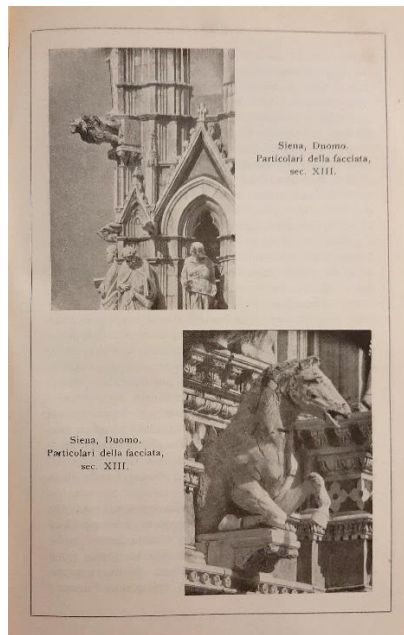 Siena, Duomo.
Particolari della facciata,
sec. XIII.
Siena, Duomo.
Particolari della facciata,
sec. XIII.